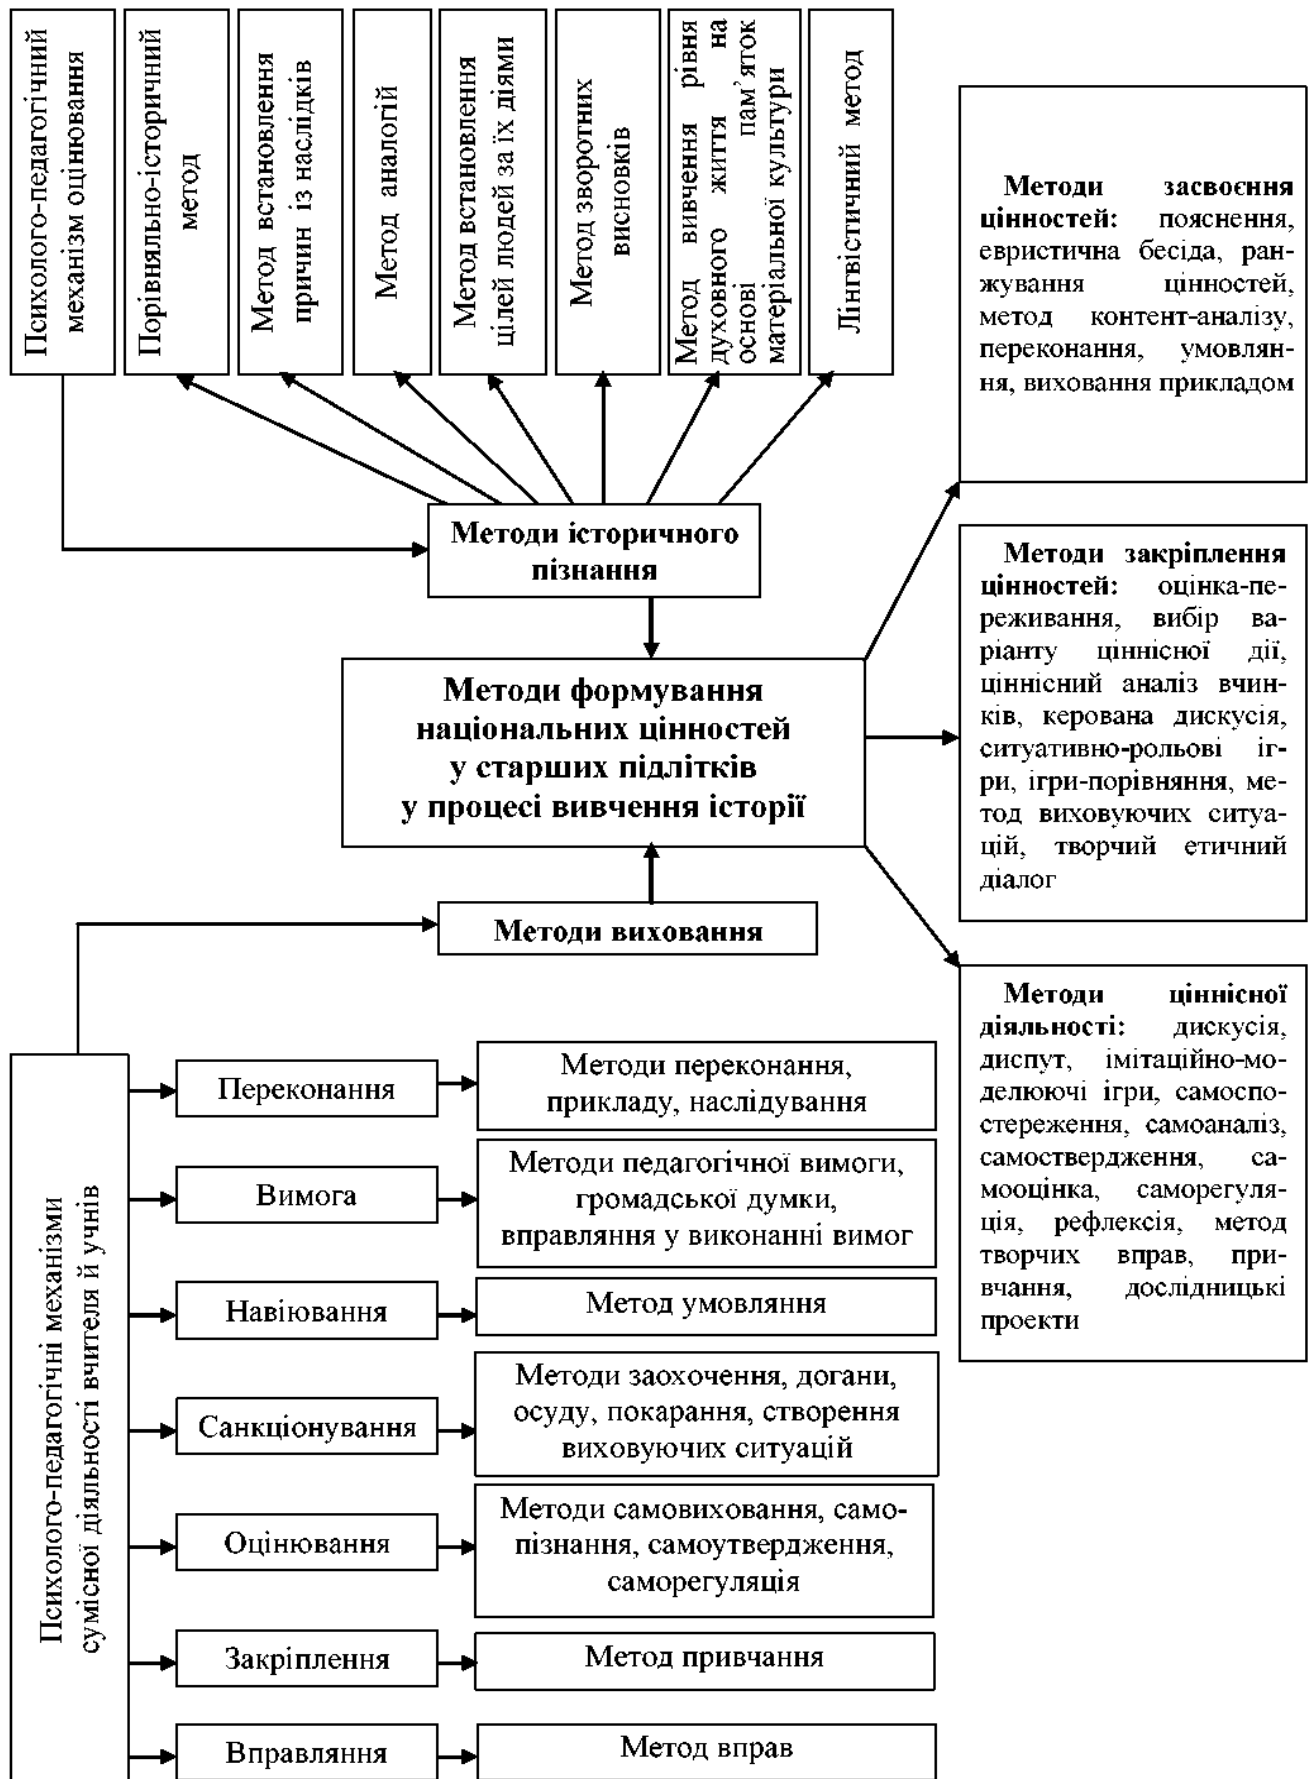 Психолого-педагогічний
механізм оцінювання
Порівняльно-історичний
метод
Метод встановлення
причин із наслідків
Метод аналогій
Метод встановлення
цілей людей за їх діями
Метод зворотних
висновків
Метод вивчення рівня
духовного життя на
основі пам’яток
матеріальної культури
Лінгвістичний метод
Методи історичного
пізнання
Методи формування
національних цінностей
у старших підлітків
у процесі вивчення історії
Методи виховання
Методи засвоєння
цінностей: пояснення,
евристична бесіда, ран-
жування цінностей,
метод контент-аналізу,
переконання, умовлян-
ня, виховання прикладом
Методи закріплення
цінностей: оцінка-пе-
реживання, вибір ва-
ріанту ціннісної дії,
ціннісний аналіз вчин-
ків, керована дискусія,
ситуативно-рольові іг-
ри, ігри-порівняння, ме-
тод виховуючих ситуа-
цій, творчий етичний
діалог
Методи ціннісної
діяльності: дискусія,
диспут, імітаційно-мо-
делюючі ігри, самоспо-
стереження, самоаналіз,
самоствердження, са-
мооцінка, саморегуля-
ція, рефлексія, метод
творчих вправ, при-
вчання, дослідницькі
проекти
Психолого-педагогічні механізми
сумісної діяльності вчителя й учнів
Переконання
Методи переконання,
прикладу, наслідування
Вимога
Методи педагогічної вимоги,
громадської думки,
вправляння у виконанні вимог
Навіювання
Метод умовляння
Санкціонування
Методи заохочення, догани,
осуду, покарання, створення
виховуючих ситуацій
Оцінювання
Методи самовиховання, само-
пізнання, самоутвердження,
саморегуляція
Закріплення
Метод привчання
Вправляння
Метод вправ